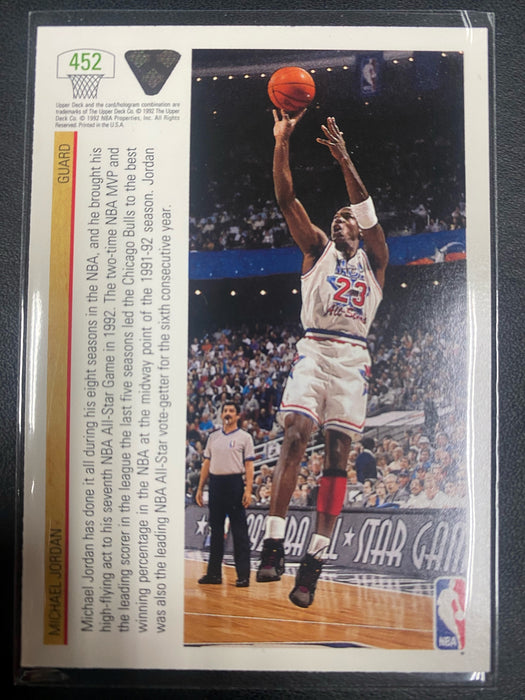 452
Upper Deck and the card/hologram combination are
trademarks of The Upper Deck Co. © 1992 The Upper
Deck Co. © 1992 NBA Properties, Inc. All Rights
Reserved. Printed in the U.S.A.
MICHAEL JORDAN
GUARD
Michael Jordan has done it all during his eight seasons in the NBA, and he brought his
high-flying act to his seventh NBA All-Star Game in 1992. The two-time NBA MVP and
the leading scorer in the league the last five seasons led the Chicago Bulls to the best
winning percentage in the NBA at the midway point of the 1991-92 season. Jordan
was also the leading NBA All-Star vote-getter for the sixth consecutive year.
23
All-Stars
1992 NBA ALL ★ STAR GAM
NBA